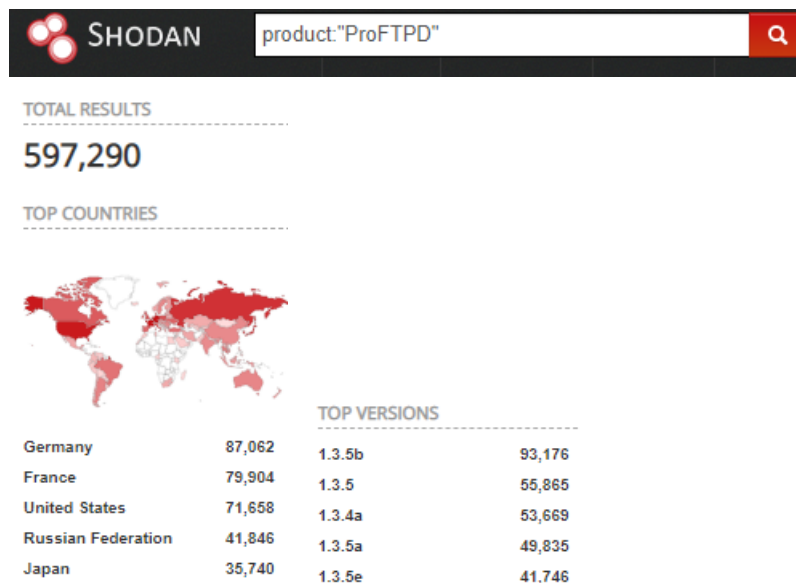 SHODAN
product:"ProFTPD"
TOTAL RESULTS
597,290
TOP COUNTRIES
Germany 87,062
France 79,904
United States 71,658
Russian Federation 41,846
Japan 35,740
TOP VERSIONS
1.3.5b 93,176
1.3.5 55,865
1.3.4a 53,669
1.3.5a 49,835
1.3.5e 41,746